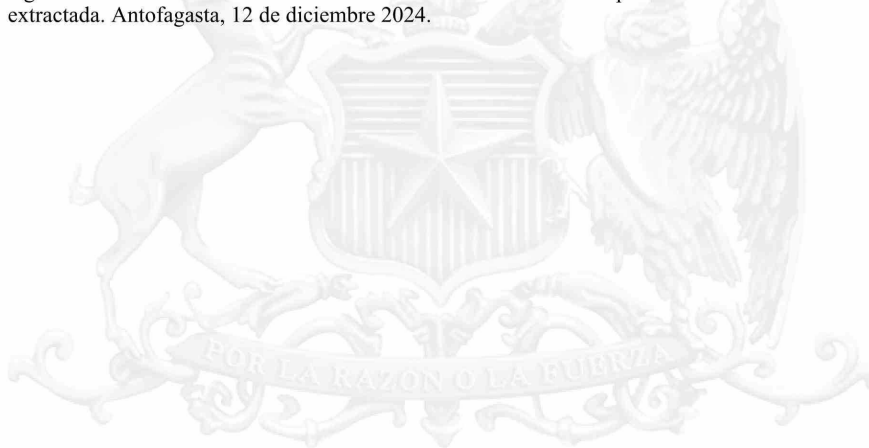 extractada. Antofagasta, 12 de diciembre 2024.
POR LA RAZON O LA FUERZA